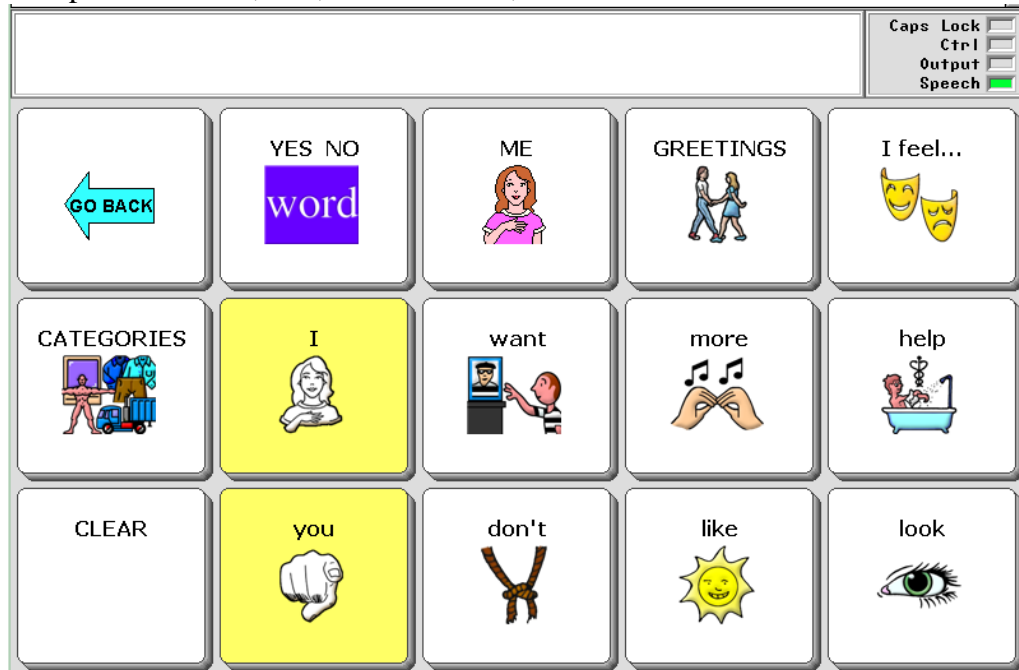 Caps Lock
Ctrl
Output
Speech
GO BACK
YES NO
word
ME
GREETINGS
I feel...
CATEGORIES
I
want
more
help
CLEAR
you
don't
like
look